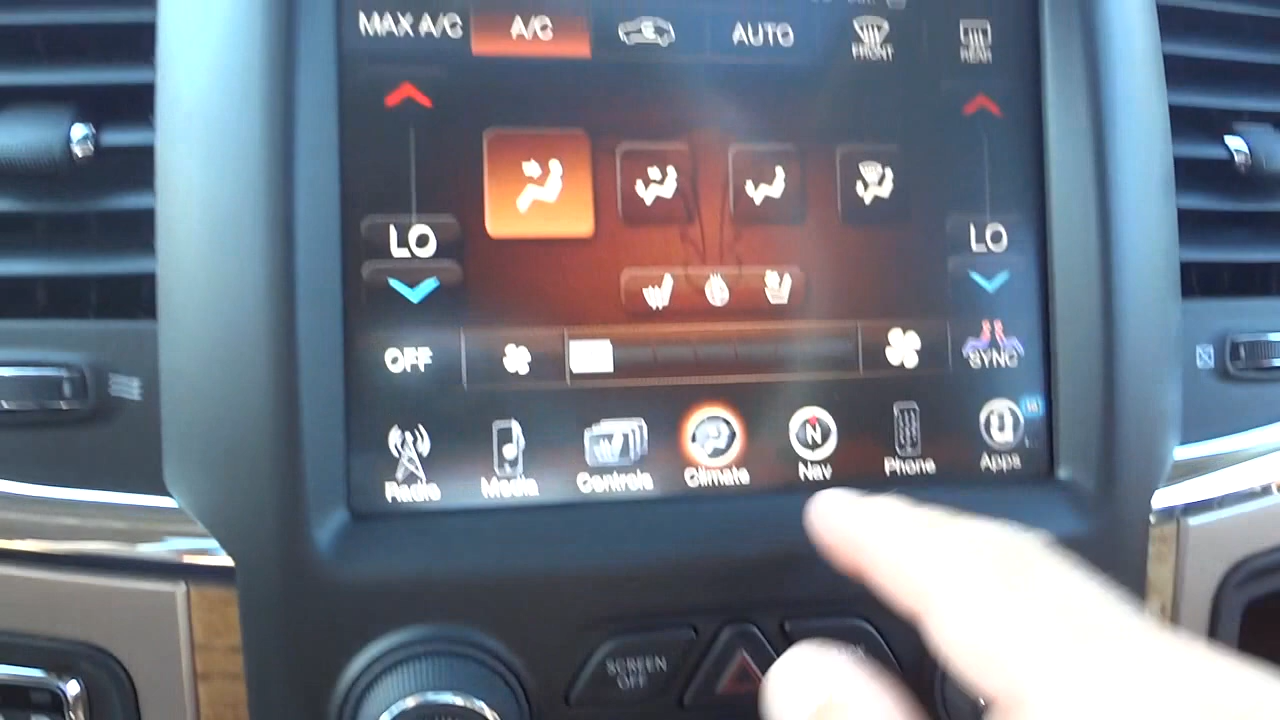 MAX A/C A/C AUTO FRONT REAR
LO LO
OFF SYNC
Radio Media Controls Climate N Nav Phone Apps
SCREEN
OFF